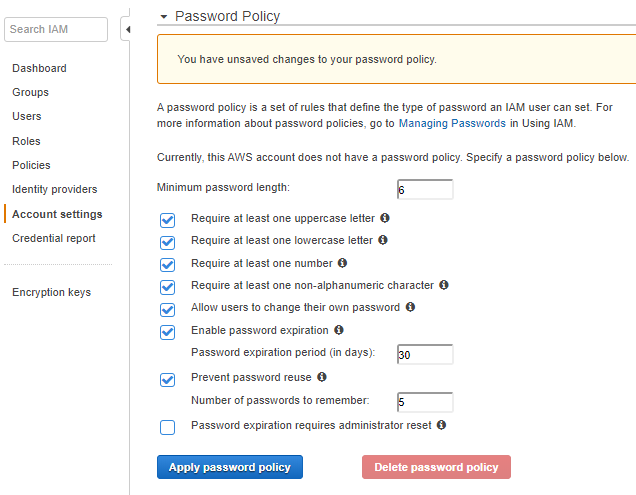 Search IAM
Dashboard
Groups
Users
Roles
Policies
Identity providers
Account settings
Credential report
Encryption keys
Password Policy
You have unsaved changes to your password policy.
A password policy is a set of rules that define the type of password an IAM user can set. For
more information about password policies, go to Managing Passwords in Using IAM.
Currently, this AWS account does not have a password policy. Specify a password policy below.
Minimum password length: 6
Require at least one uppercase letter
Require at least one lowercase letter
Require at least one number
Require at least one non-alphanumeric character
Allow users to change their own password
Enable password expiration
Password expiration period (in days): 30
Prevent password reuse
Number of passwords to remember: 5
Password expiration requires administrator reset
Apply password policy Delete password policy